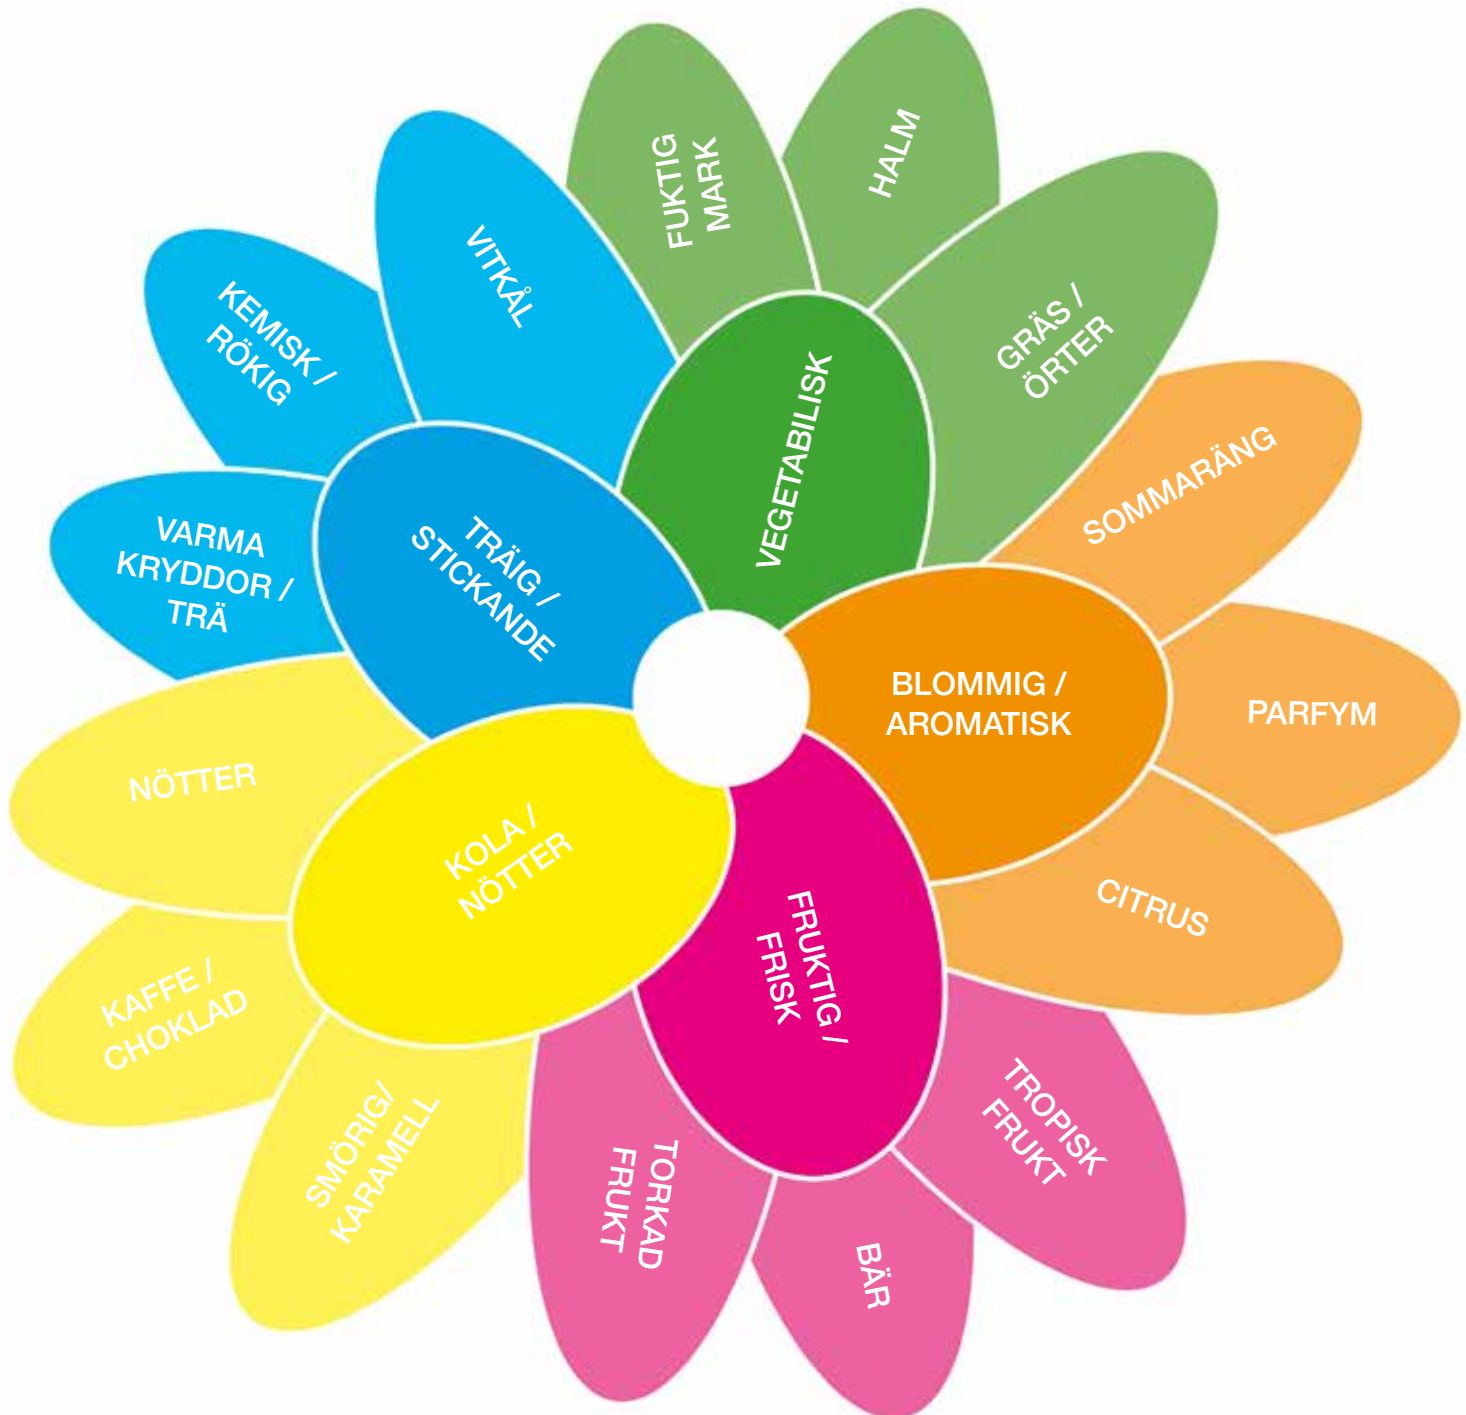 FUKTIG
MARK
HALM
GRÄS /
ÖRTER
VEGETABILISK
SOMMARÄNG
PARFYM
CITRUS
BLOMMIG /
AROMATISK
TROPISK
FRUKT
BÄR
TORKAD
FRUKT
FRUKTIG /
FRISK
SMÖRIG/
KARAMELL
KAFFE /
CHOKLAD
NÖTTER
KOLA /
NÖTTER
VARMA
KRYDDOR /
TRÄ
KEMISK /
RÖKIG
VITKÅL
TRÄIG /
STICKANDE